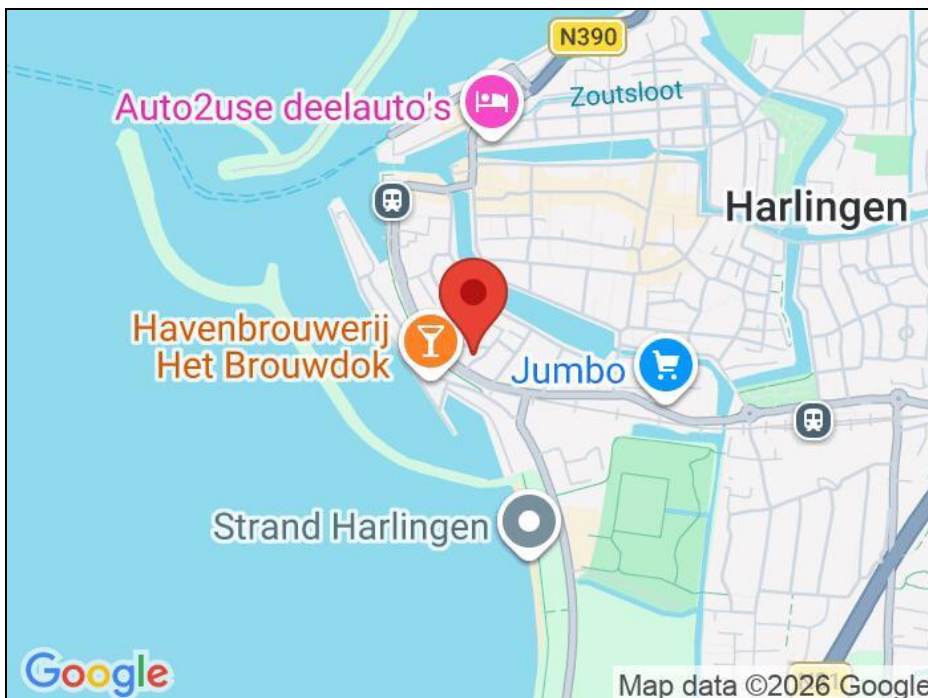 N390
Auto2use deelauto's
Zoutsloot
Harlingen
Havenbrouwerij
Het Brouwdok
Jumbo
Strand Harlingen
Google
Map data ©2026 Google